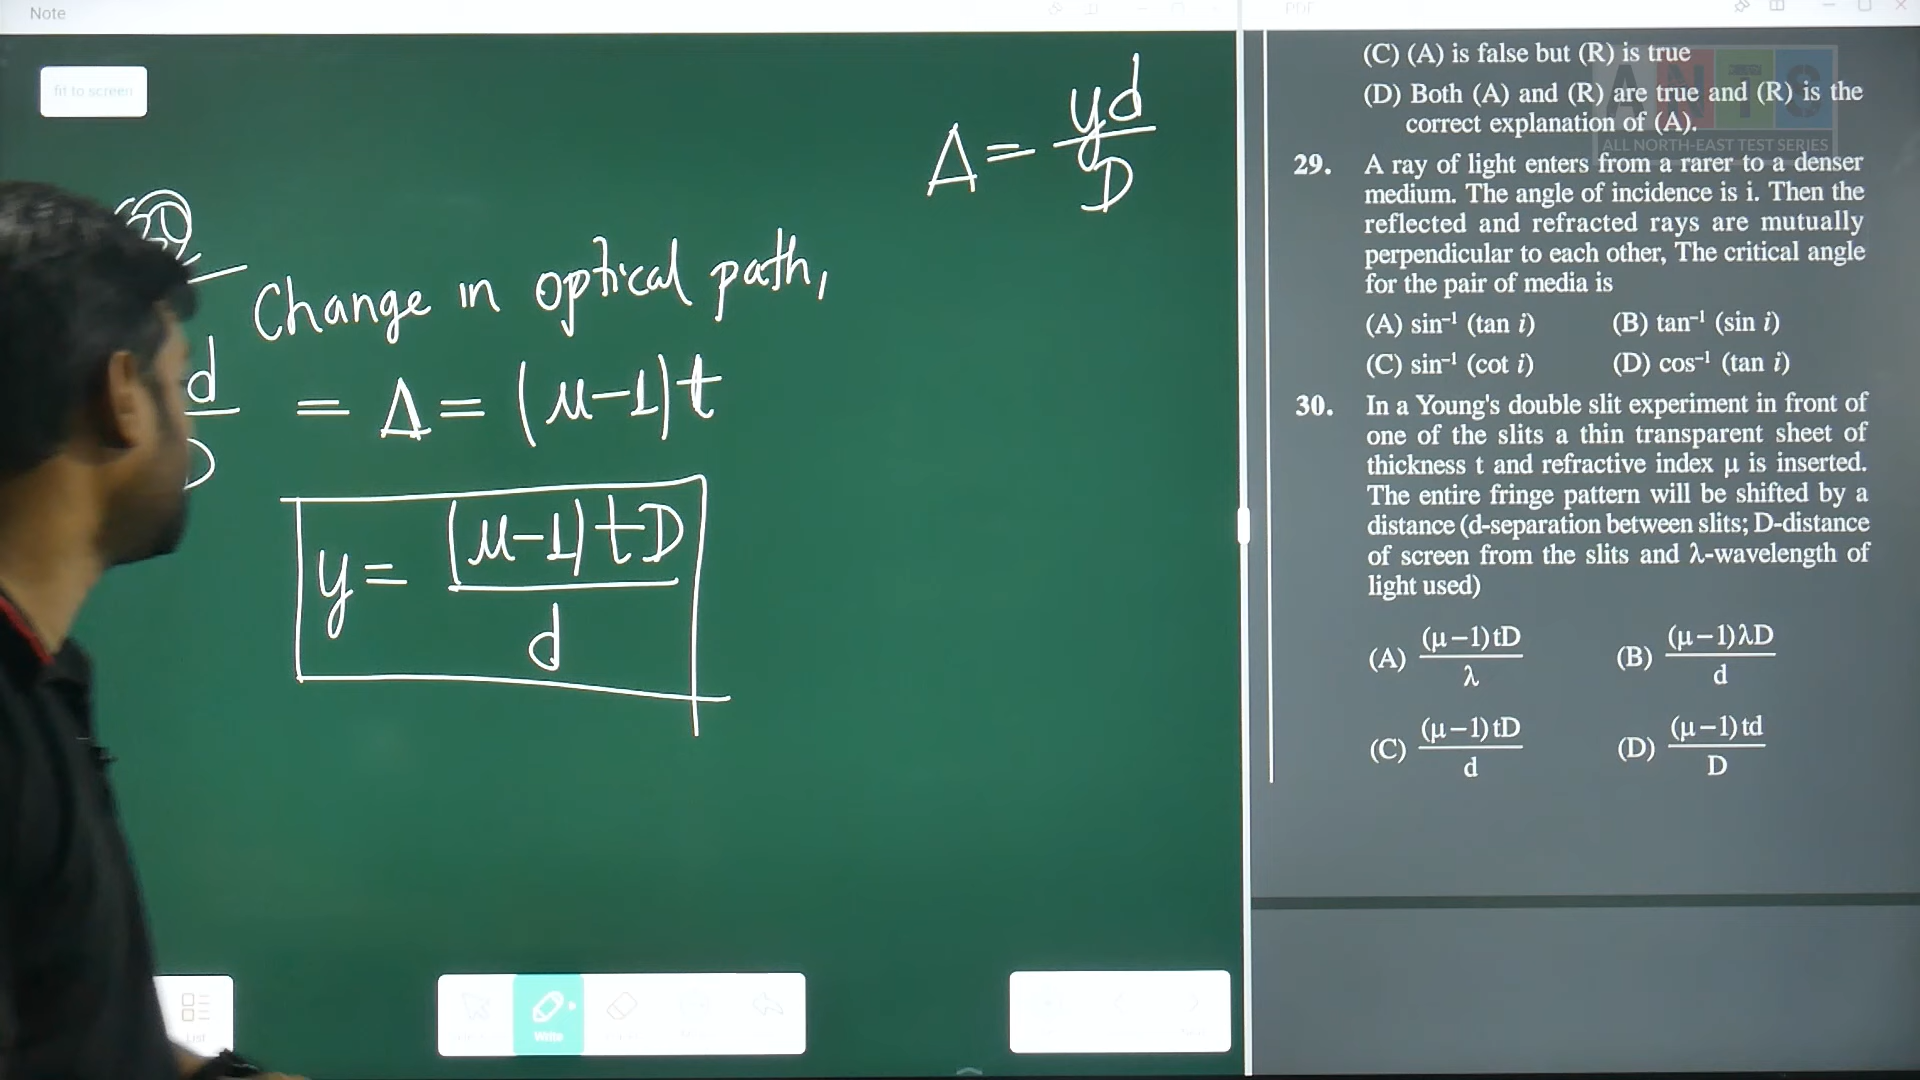 Note
PDF
fit to screen
Δ = yd/D
30
Change in optical path,
d
= Δ = (μ-1)t
y = (μ-1)tD/d
List
Write
(C) (A) is false but (R) is true
(D) Both (A) and (R) are true and (R) is the
correct explanation of (A).
ANTS
ALL NORTH-EAST TEST SERIES
29. A ray of light enters from a rarer to a denser
medium. The angle of incidence is i. Then the
reflected and refracted rays are mutually
perpendicular to each other, The critical angle
for the pair of media is
(A) sin⁻¹ (tan i) (B) tan⁻¹ (sin i)
(C) sin⁻¹ (cot i) (D) cos⁻¹ (tan i)
30. In a Young's double slit experiment in front of
one of the slits a thin transparent sheet of
thickness t and refractive index μ is inserted.
The entire fringe pattern will be shifted by a
distance (d-separation between slits; D-distance
of screen from the slits and λ-wavelength of
light used)
(A) (μ−1)tD/λ (B) (μ−1)λD/d
(C) (μ−1)tD/d (D) (μ−1)td/D